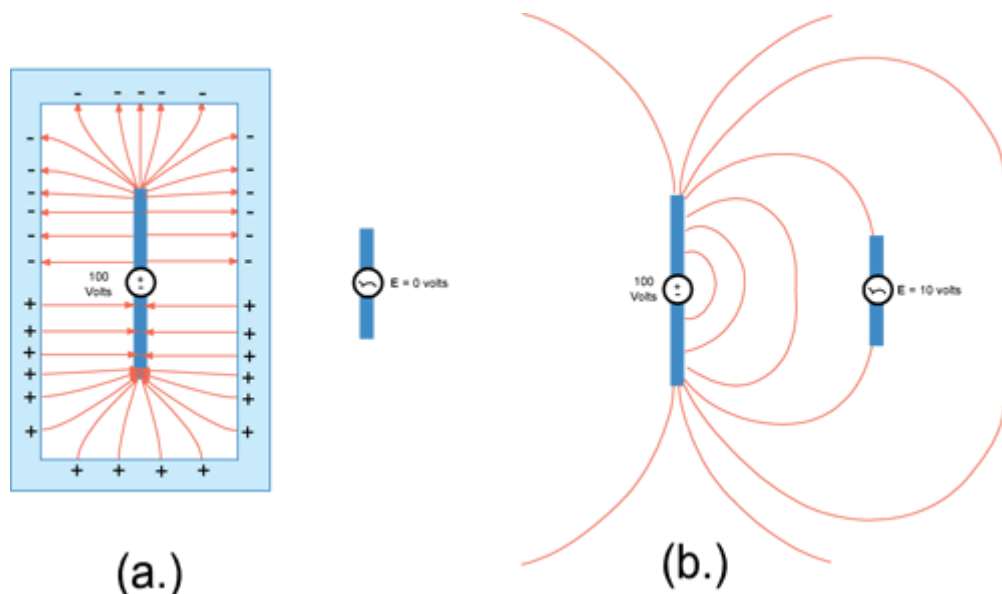 - - - - -
- -
- -
- -
- -
- -
- -
100
Volts
+
-
E = 0 volts
+ +
+ +
+ +
+ +
+ +
+ +
+ + + +
(a.)
100
Volts
+
-
E = 10 volts
(b.)